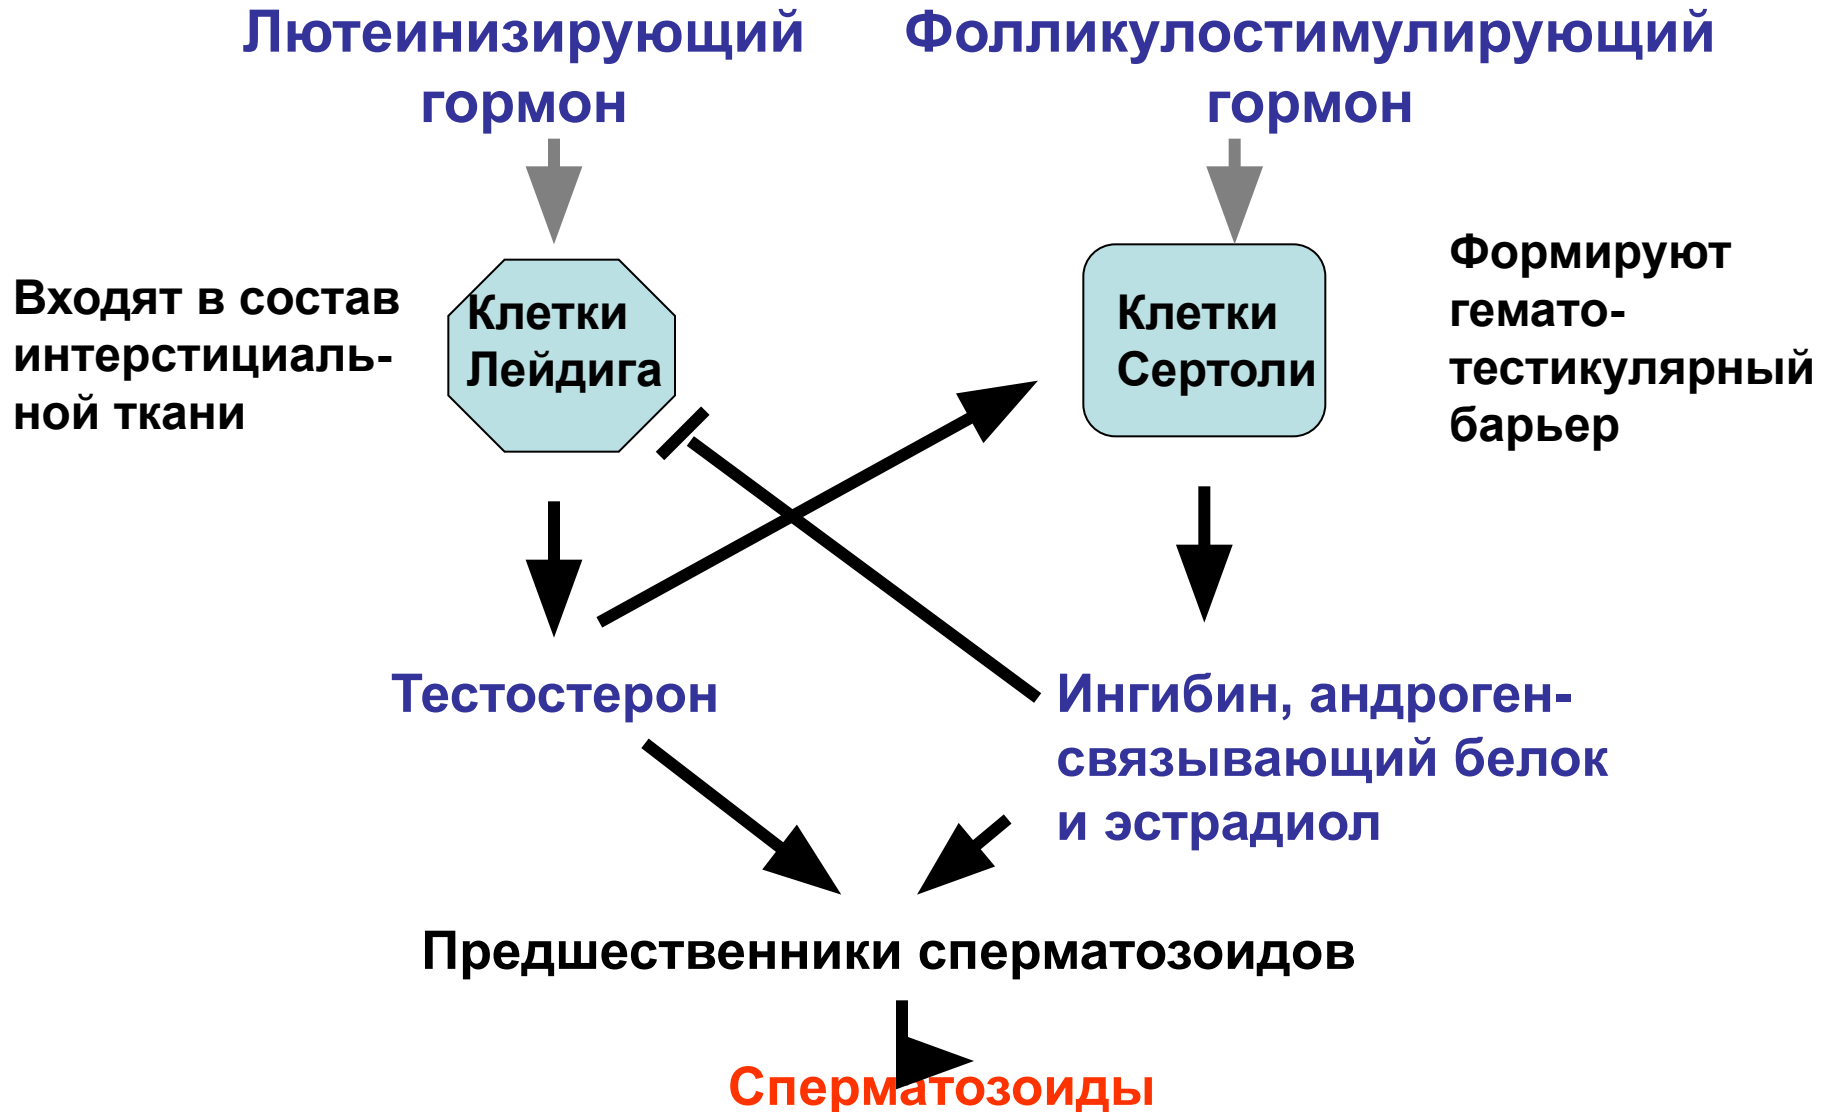 Лютеинизирующий
гормон
Фолликулостимулирующий
гормон
Входят в состав
интерстициаль-
ной ткани
Клетки
Лейдига
Клетки
Сертоли
Формируют
гемато-
тестикулярный
барьер
Тестостерон
Ингибин, андроген-
связывающий белок
и эстрадиол
Предшественники сперматозоидов
Сперматозоиды